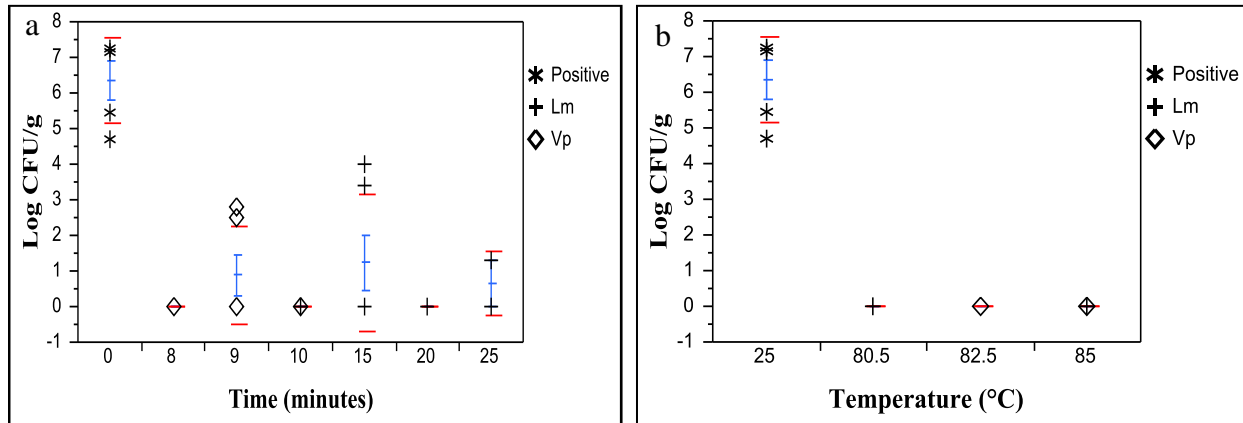 a
Log CFU/g
8
7
6
5
4
3
2
1
0
-1
0 8 9 10 15 20 25
Time (minutes)
Positive
Lm
Vp
b
Log CFU/g
8
7
6
5
4
3
2
1
0
-1
25 80.5 82.5 85
Temperature (°C)
Positive
Lm
Vp